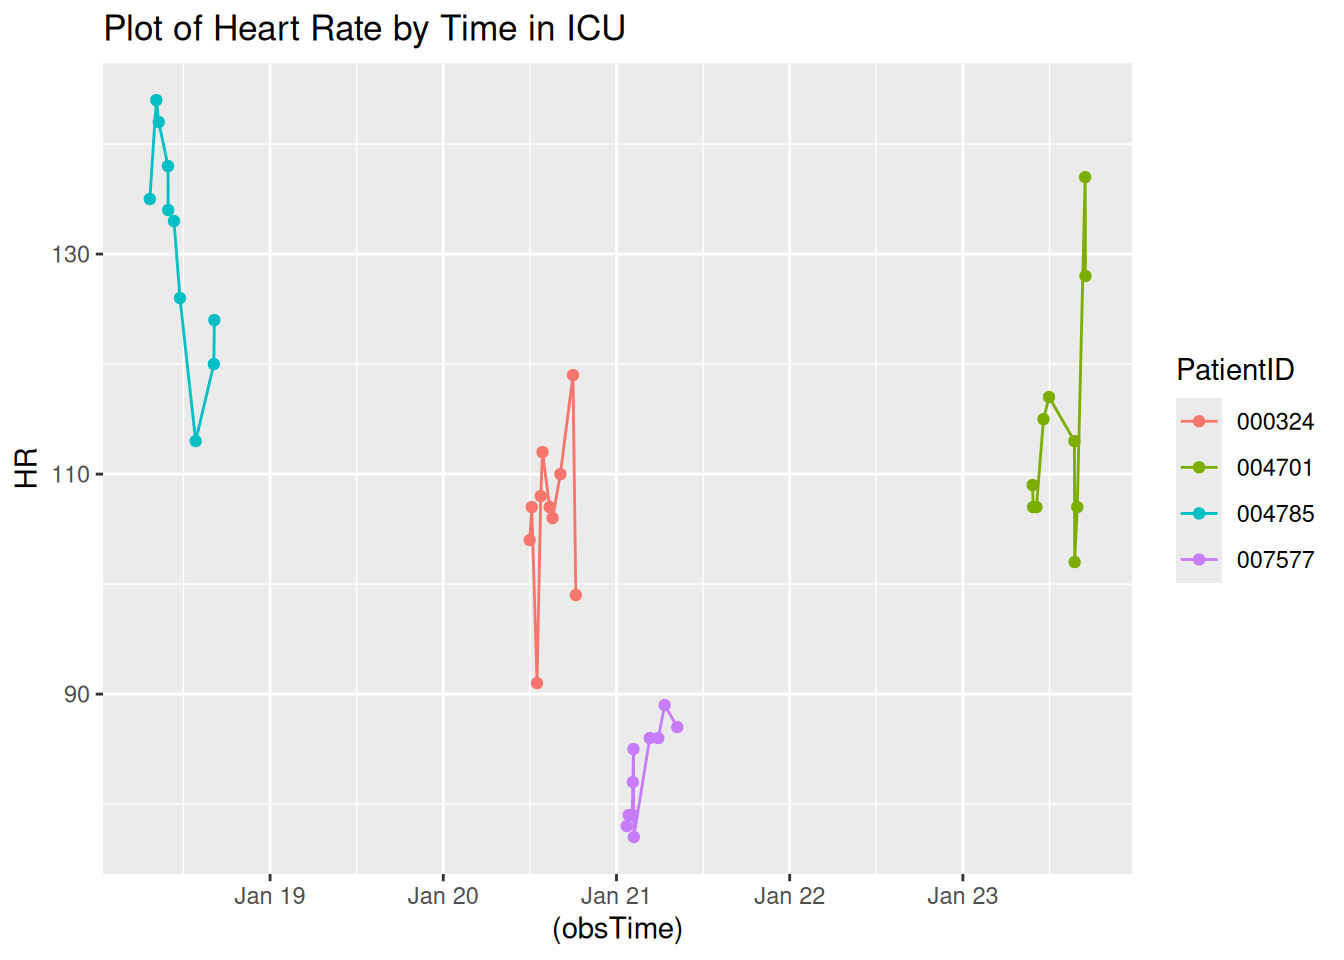 Plot of Heart Rate by Time in ICU
HR
130
110
90
Jan 19
Jan 20
Jan 21
Jan 22
Jan 23
(obsTime)
PatientID
000324
004701
004785
007577